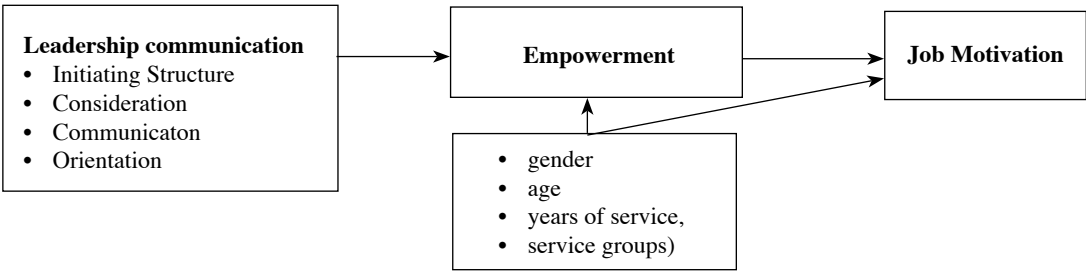 Leadership communication
• Initiating Structure
• Consideration
• Communicaton
• Orientation
Empowerment
Job Motivation
• gender
• age
• years of service,
• service groups)